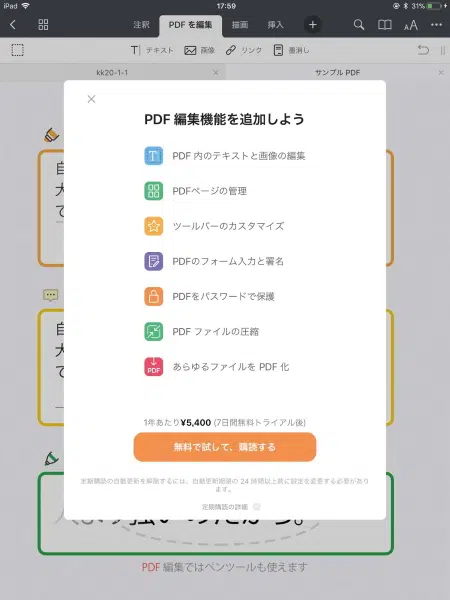 iPad 17:59 31%
注釈 PDF を編集 描画 挿入
テキスト 画像 リンク 墨消し
kk20-1-1 サンプル PDF
PDF 編集機能を追加しよう
PDF 内のテキストと画像の編集
PDFページの管理
ツールバーのカスタマイズ
PDFのフォーム入力と署名
PDFをパスワードで保護
PDF ファイルの圧縮
PDF あらゆるファイルを PDF 化
1年あたり¥5,400 (7日間無料トライアル後)
無料で試して、購読する
定期購読の自動更新を解除するには、自動更新期限の 24 時間以上前に設定を変更する必要があり
ます。
定期購読の詳細
PDF 編集ではペンツールも使えます